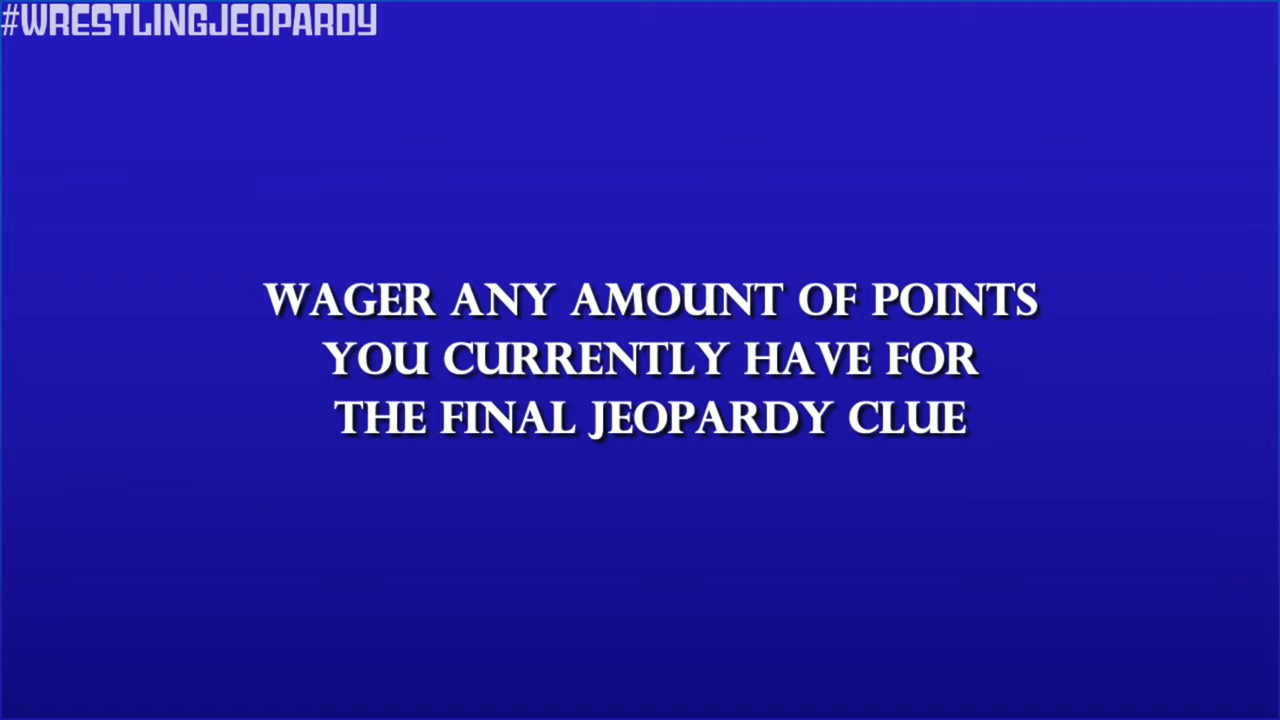 #WRESTLINGJEOPARDY
WAGER ANY AMOUNT OF POINTS
YOU CURRENTLY HAVE FOR
THE FINAL JEOPARDY CLUE